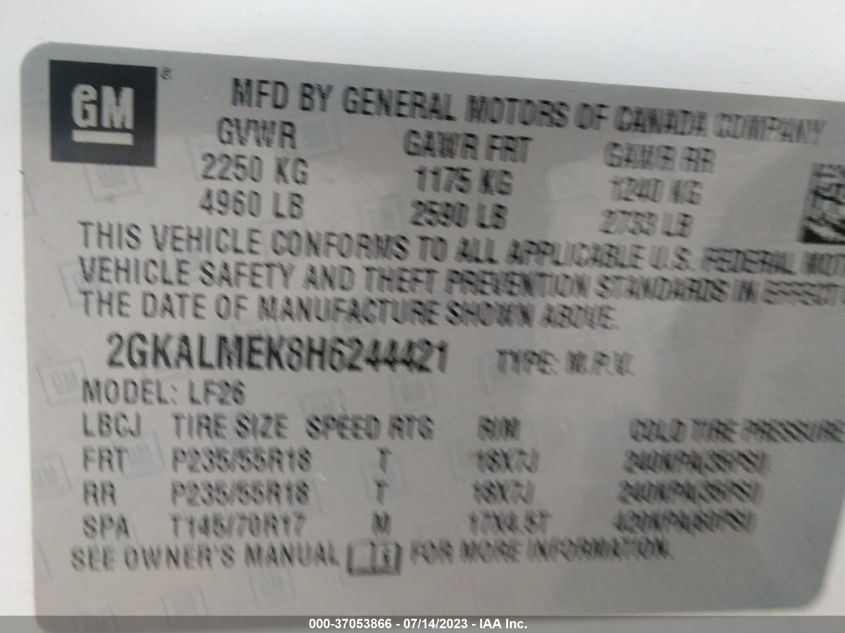 GM
MFD BY GENERAL MOTORS OF CANADA COMPANY
GVWR GAWR FRT GAWR RR
2250 KG 1175 KG 1240 KG
4960 LB 2590 LB 2733 LB
THIS VEHICLE CONFORMS TO ALL APPLICABLE U.S. FEDERAL
VEHICLE SAFETY AND THEFT PREVENTION STANDARDS IN EFFECT
THE DATE OF MANUFACTURE SHOWN ABOVE.
2GKALMEK8H6244421 TYPE: M.P.V.
MODEL: LF26
LBCJ TIRE SIZE SPEED RTG RIM COLD TIRE PRESSURE
FRT P235/55R18 T 18X7J 240KPA(35PSI)
RR P235/55R18 T 18X7J 240KPA(35PSI)
SPA T145/70R17 M 17X4.5T 420KPA(60PSI)
SEE OWNER'S MANUAL FOR MORE INFORMATION.
000-37053866 - 07/14/2023 - IAA Inc.